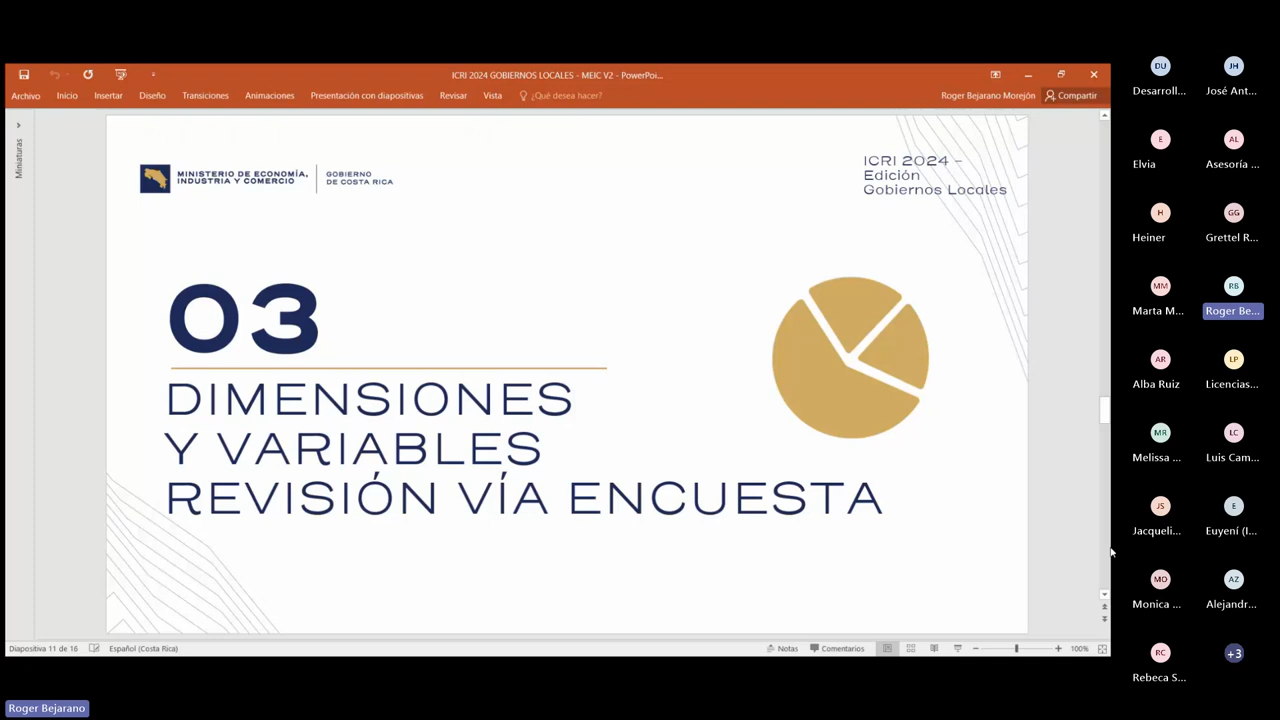 ICRI 2024 GOBIERNOS LOCALES - MEIC V2 - PowerPoi...
Archivo Inicio Insertar Diseño Transiciones Animaciones Presentación con diapositivas Revisar Vista ¿Qué desea hacer? Roger Bejarano Morejón Compartir
Miniaturas
MINISTERIO DE ECONOMÍA,
INDUSTRIA Y COMERCIO
GOBIERNO
DE COSTA RICA
ICRI 2024 –
Edición
Gobiernos Locales
03
DIMENSIONES
Y VARIABLES
REVISIÓN VÍA ENCUESTA
Diapositiva 11 de 16 Español (Costa Rica) Notas Comentarios 100%
Roger Bejarano
DU JH
Desarroll... José Ant...
E AL
Elvia Asesoría ...
H GG
Heiner Grettel R...
MM RB
Marta M... Roger Be...
AR LP
Alba Ruiz Licencias...
MR LC
Melissa ... Luis Cam...
JS E
Jacqueli... Euyení (I...
MO AZ
Monica ... Alejandr...
RC +3
Rebeca S...